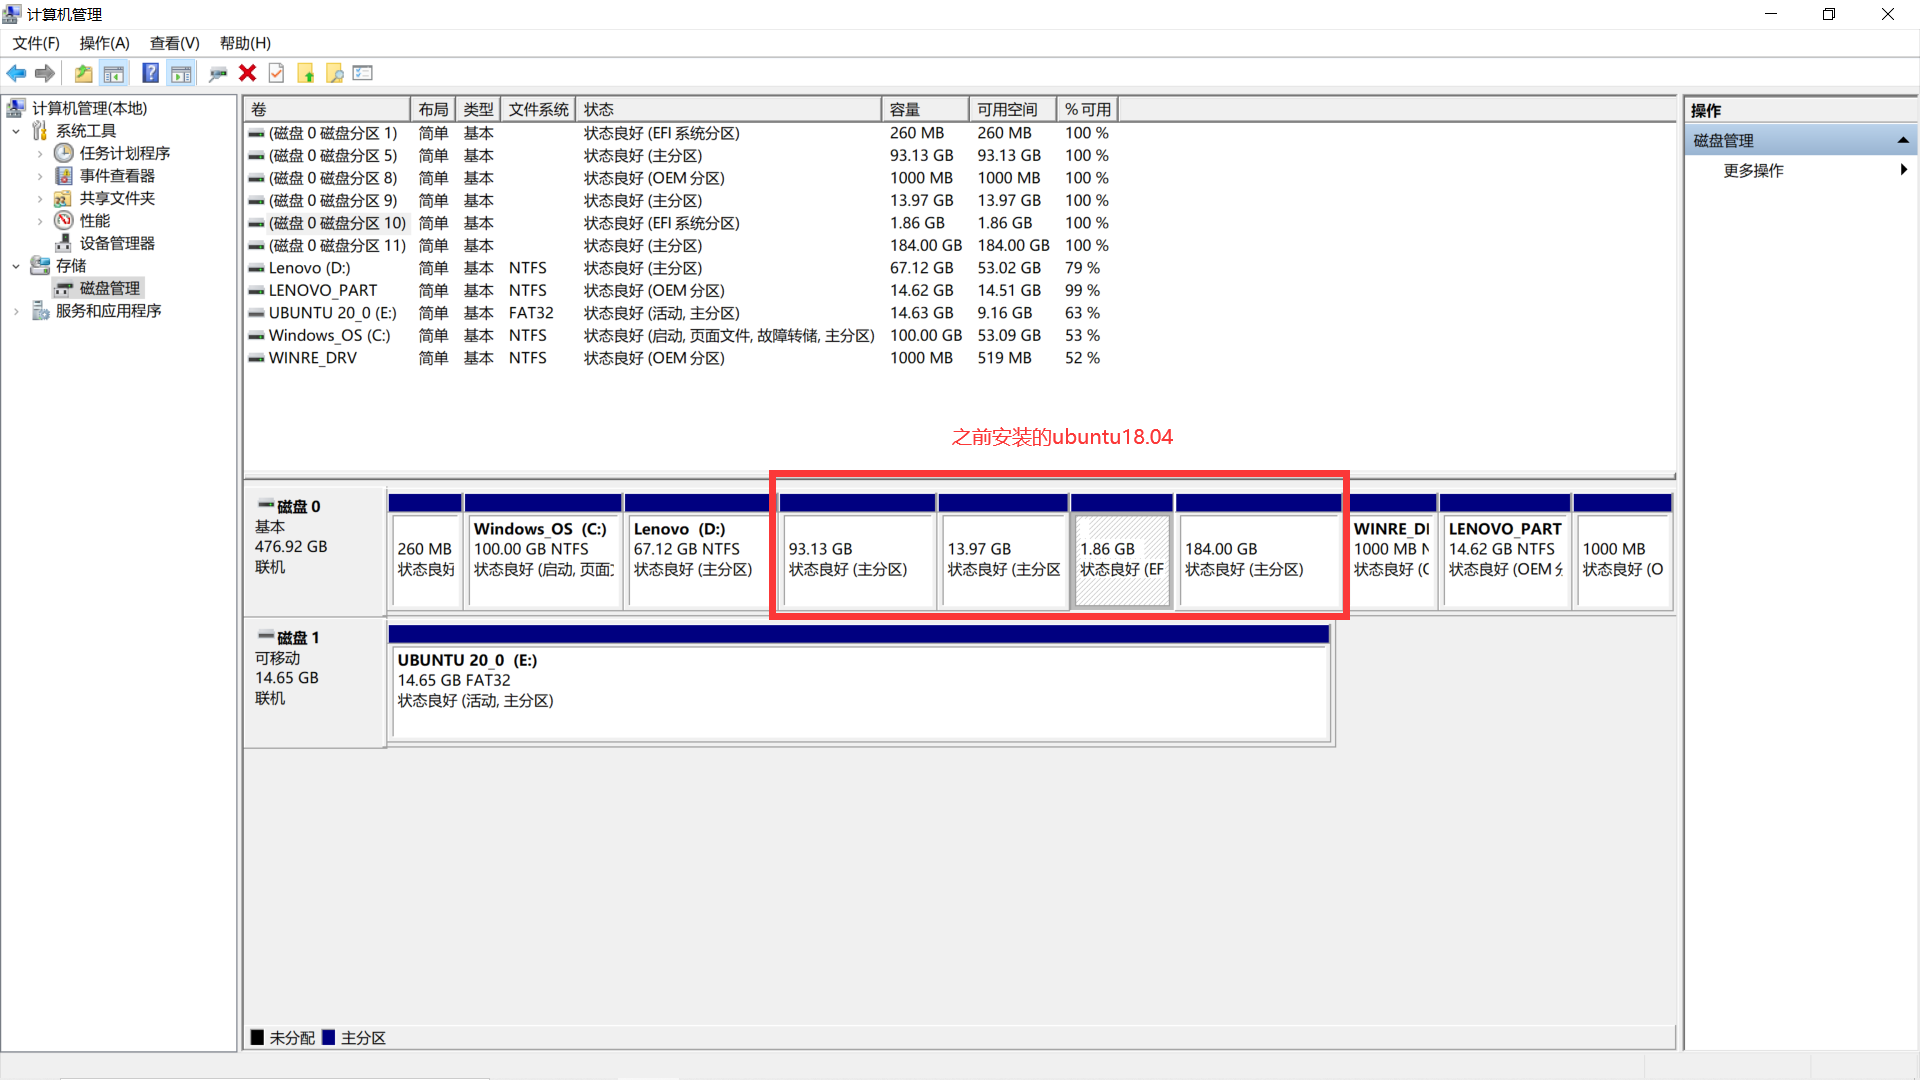 计算机管理
文件(F) 操作(A) 查看(V) 帮助(H)
计算机管理(本地)
系统工具
任务计划程序
事件查看器
共享文件夹
性能
设备管理器
存储
磁盘管理
服务和应用程序
卷 布局 类型 文件系统 状态 容量 可用空间 % 可用
(磁盘 0 磁盘分区 1) 简单 基本 状态良好 (EFI 系统分区) 260 MB 260 MB 100 %
(磁盘 0 磁盘分区 5) 简单 基本 状态良好 (主分区) 93.13 GB 93.13 GB 100 %
(磁盘 0 磁盘分区 8) 简单 基本 状态良好 (OEM 分区) 1000 MB 1000 MB 100 %
(磁盘 0 磁盘分区 9) 简单 基本 状态良好 (主分区) 13.97 GB 13.97 GB 100 %
(磁盘 0 磁盘分区 10) 简单 基本 状态良好 (EFI 系统分区) 1.86 GB 1.86 GB 100 %
(磁盘 0 磁盘分区 11) 简单 基本 状态良好 (主分区) 184.00 GB 184.00 GB 100 %
Lenovo (D:) 简单 基本 NTFS 状态良好 (主分区) 67.12 GB 53.02 GB 79 %
LENOVO_PART 简单 基本 NTFS 状态良好 (OEM 分区) 14.62 GB 14.51 GB 99 %
UBUNTU 20_0 (E:) 简单 基本 FAT32 状态良好 (活动, 主分区) 14.63 GB 9.16 GB 63 %
Windows_OS (C:) 简单 基本 NTFS 状态良好 (启动, 页面文件, 故障转储, 主分区) 100.00 GB 53.09 GB 53 %
WINRE_DRV 简单 基本 NTFS 状态良好 (OEM 分区) 1000 MB 519 MB 52 %
之前安装的ubuntu18.04
磁盘 0
基本
476.92 GB
联机
260 MB
状态良好
Windows_OS (C:)
100.00 GB NTFS
状态良好 (启动, 页面
Lenovo (D:)
67.12 GB NTFS
状态良好 (主分区)
93.13 GB
状态良好 (主分区)
13.97 GB
状态良好 (主分区
1.86 GB
状态良好 (EF
184.00 GB
状态良好 (主分区)
WINRE_DI
1000 MB N
状态良好 (C
LENOVO_PART
14.62 GB NTFS
状态良好 (OEM 分
1000 MB
状态良好 (O
磁盘 1
可移动
14.65 GB
联机
UBUNTU 20_0 (E:)
14.65 GB FAT32
状态良好 (活动, 主分区)
未分配 主分区
操作
磁盘管理
更多操作